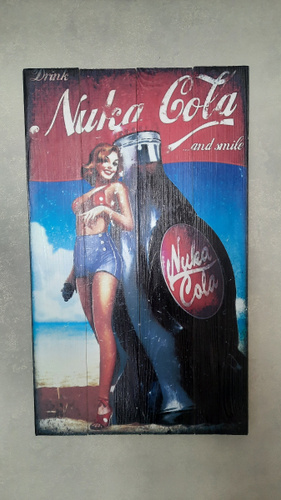 Drink
Nuka Cola
...and smile
Nuka
Cola